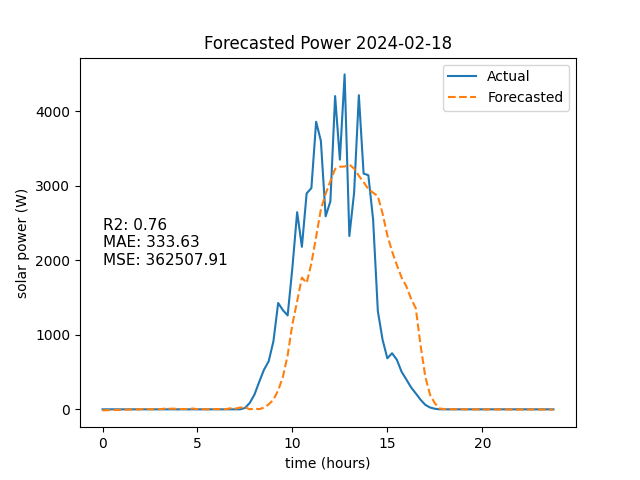 Forecasted Power 2024-02-18
Actual
Forecasted
4000
3000
2000
1000
0
solar power (W)
R2: 0.76
MAE: 333.63
MSE: 362507.91
0 5 10 15 20
time (hours)